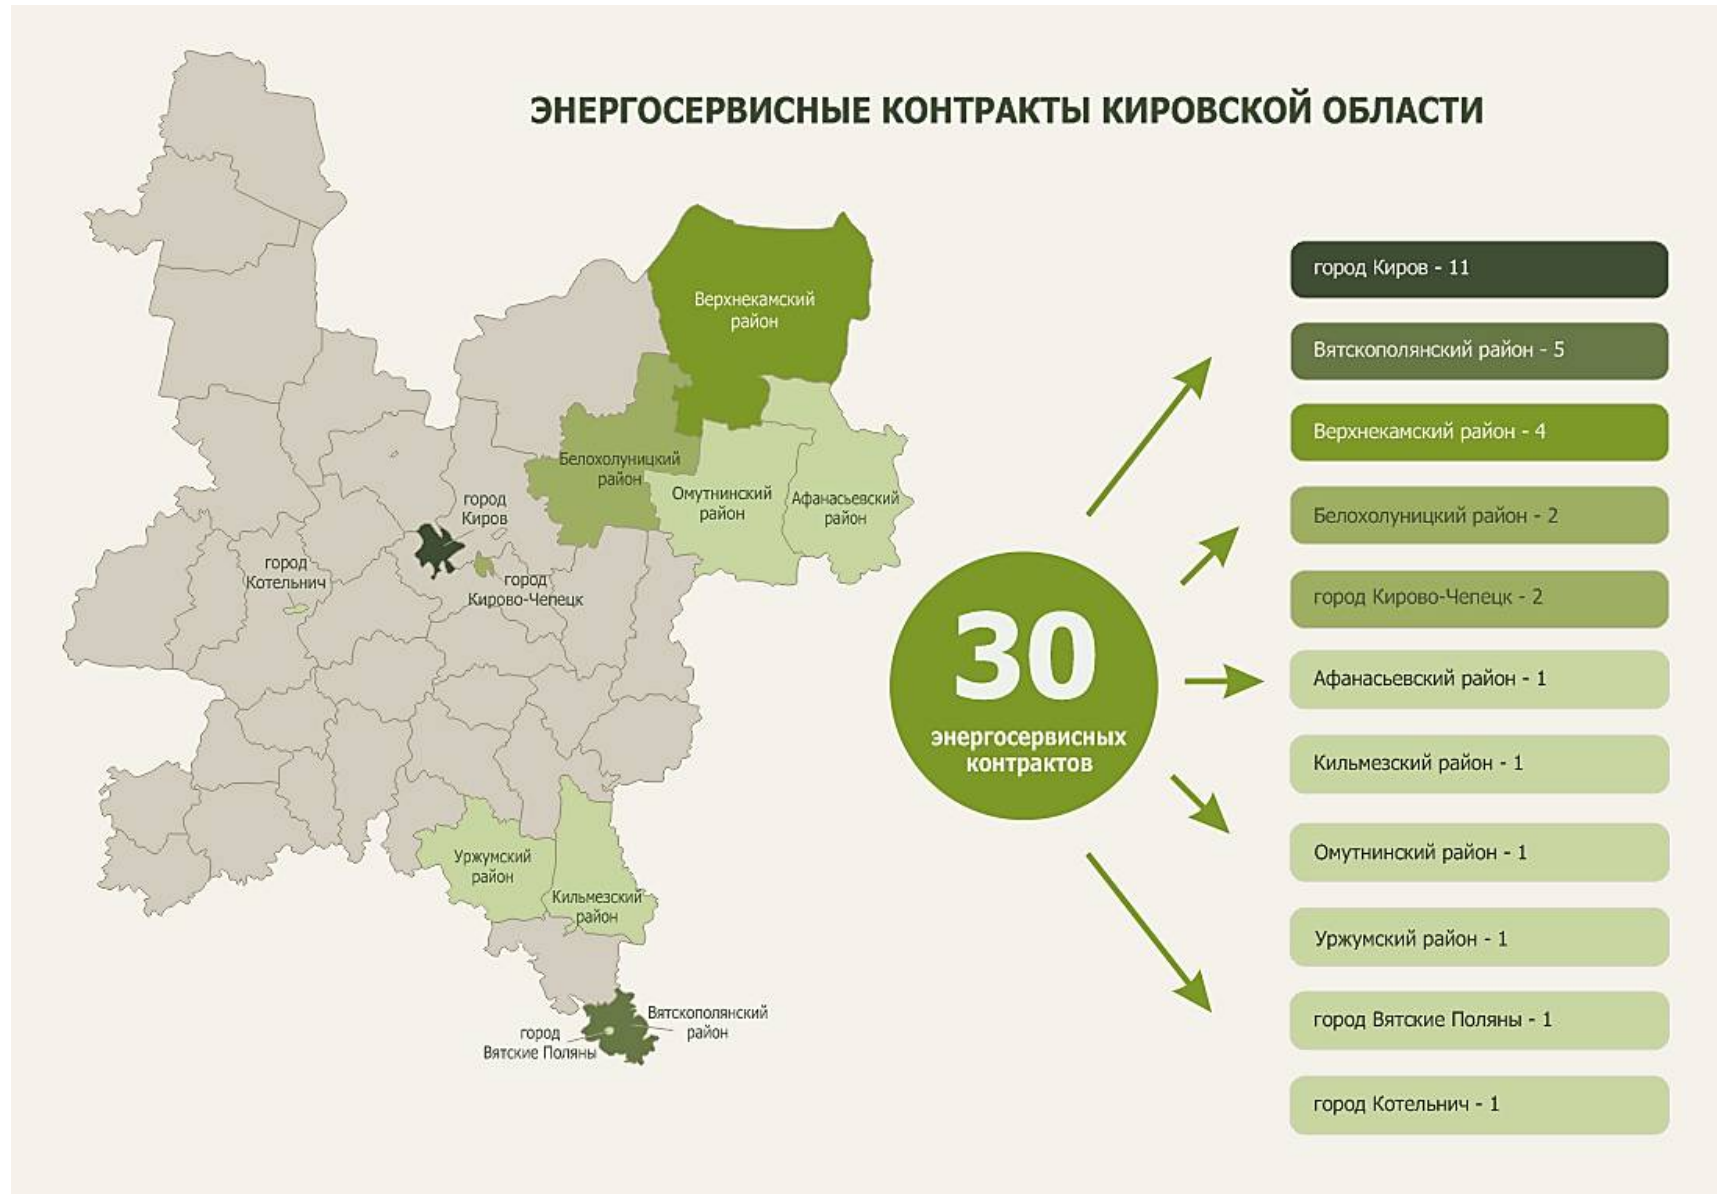 ЭНЕРГОСЕРВИСНЫЕ КОНТРАКТЫ КИРОВСКОЙ ОБЛАСТИ
Верхнекамский
район
Белохолуницкий
район
Омутнинский
район
Афанасьевский
район
город
Киров
город
Котельнич
город
Кирово-Чепецк
Уржумский
район
Кильмезский
район
Вятскополянский
район
город
Вятские Поляны
30
энергосервисных
контрактов
город Киров - 11
Вятскополянский район - 5
Верхнекамский район - 4
Белохолуницкий район - 2
город Кирово-Чепецк - 2
Афанасьевский район - 1
Кильмезский район - 1
Омутнинский район - 1
Уржумский район - 1
город Вятские Поляны - 1
город Котельнич - 1